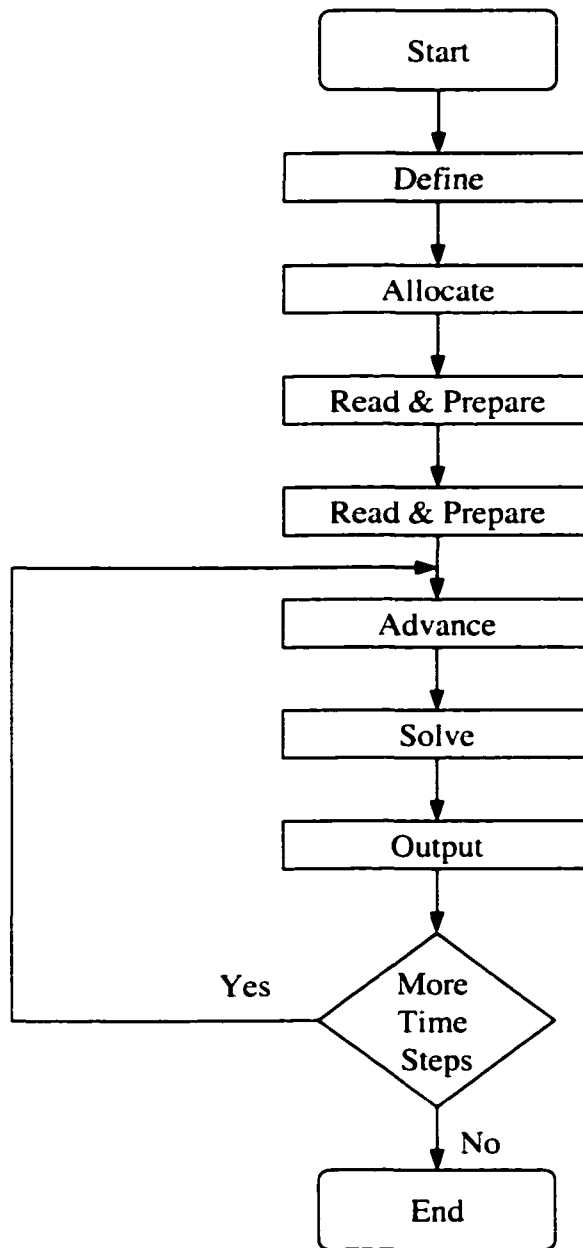 Start
Define
Allocate
Read & Prepare
Read & Prepare
Advance
Solve
Output
Yes
More
Time
Steps
No
End